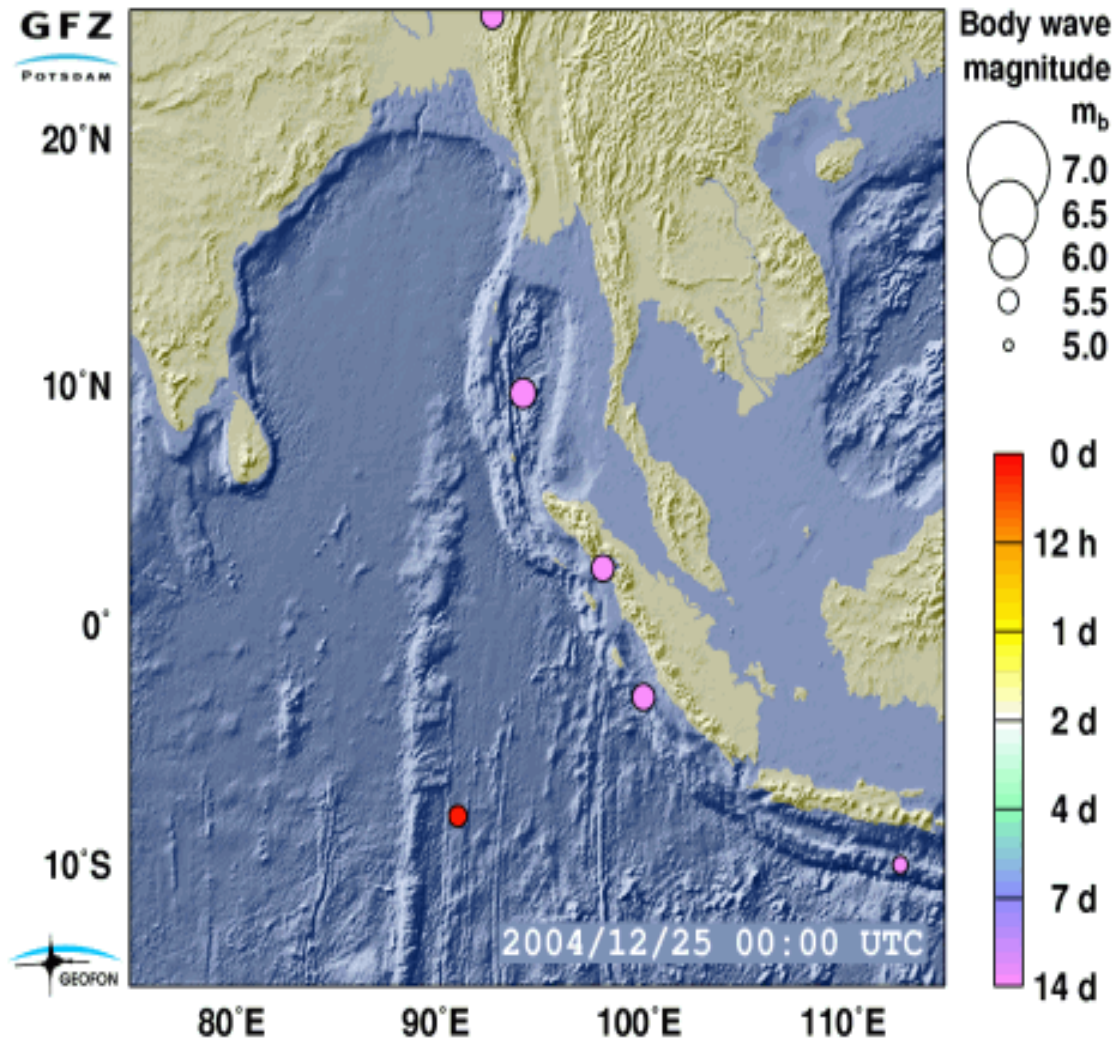 GFZ
POTSDAM
20°N
10°N
0°
10°S
80°E
90°E
100°E
110°E
2004/12/25 00:00 UTC
GEOFON
Body wave
magnitude
m_b
7.0
6.5
6.0
5.5
5.0
0 d
12 h
1 d
2 d
4 d
7 d
14 d